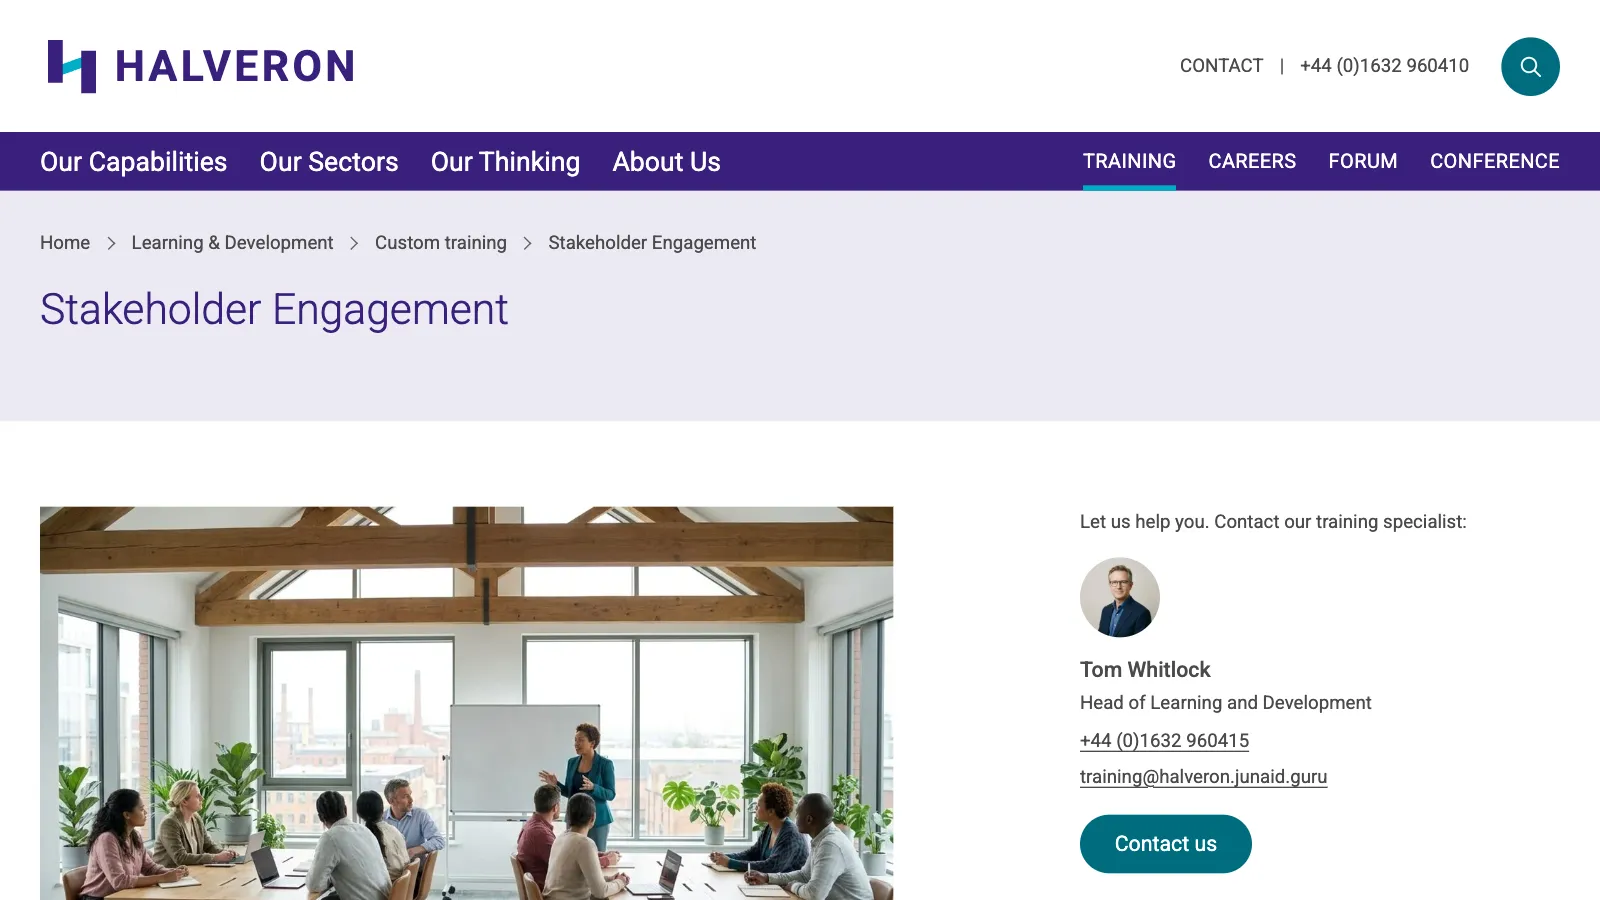 HALVERON
CONTACT | +44 (0)1632 960410
Our Capabilities Our Sectors Our Thinking About Us
TRAINING CAREERS FORUM CONFERENCE
Home > Learning & Development > Custom training > Stakeholder Engagement
Stakeholder Engagement
Let us help you. Contact our training specialist:
Tom Whitlock
Head of Learning and Development
+44 (0)1632 960415
training@halveron.junaid.guru
Contact us